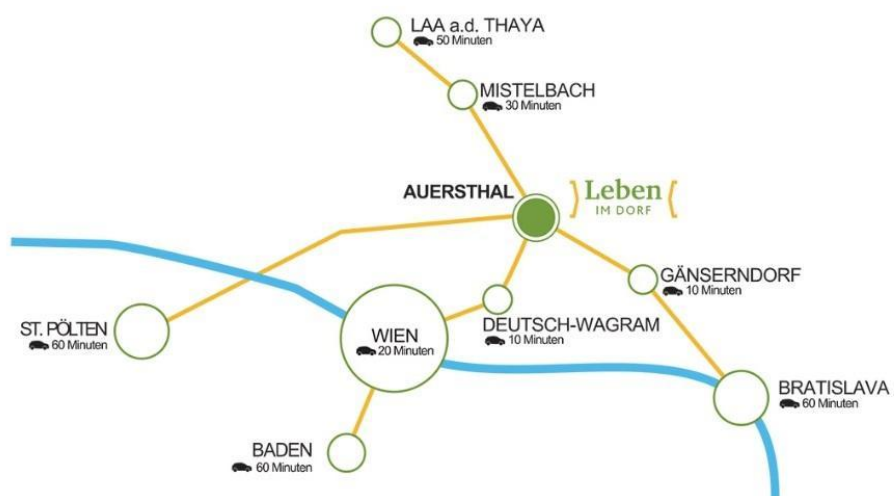 LAA a.d. THAYA
50 Minuten
MISTELBACH
30 Minuten
AUERSTHAL
Leben
IM DORF
GÄNSERNDORF
10 Minuten
DEUTSCH-WAGRAM
10 Minuten
ST. PÖLTEN
60 Minuten
WIEN
20 Minuten
BRATISLAVA
60 Minuten
BADEN
60 Minuten